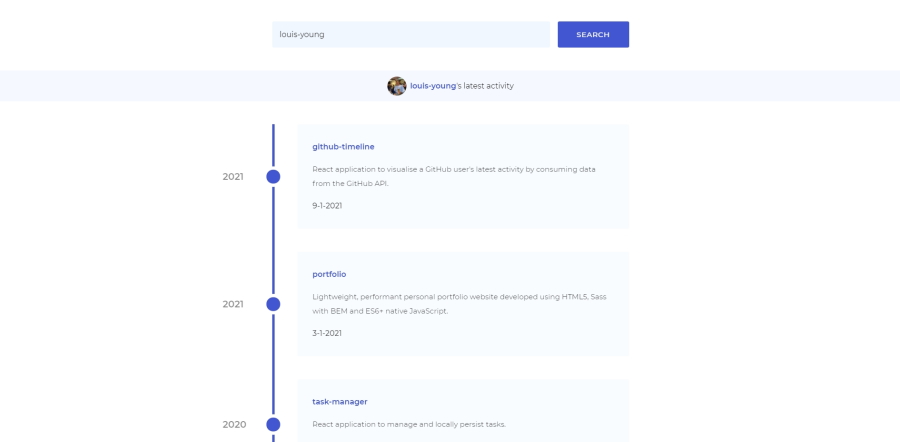 louis-young
SEARCH
louis-young's latest activity
github-timeline
React application to visualise a GitHub user's latest activity by consuming data
from the GitHub API.
2021
9-1-2021
portfolio
Lightweight, performant personal portfolio website developed using HTML5, Sass
with BEM and ES6+ native JavaScript.
2021
3-1-2021
task-manager
React application to manage and locally persist tasks.
2020